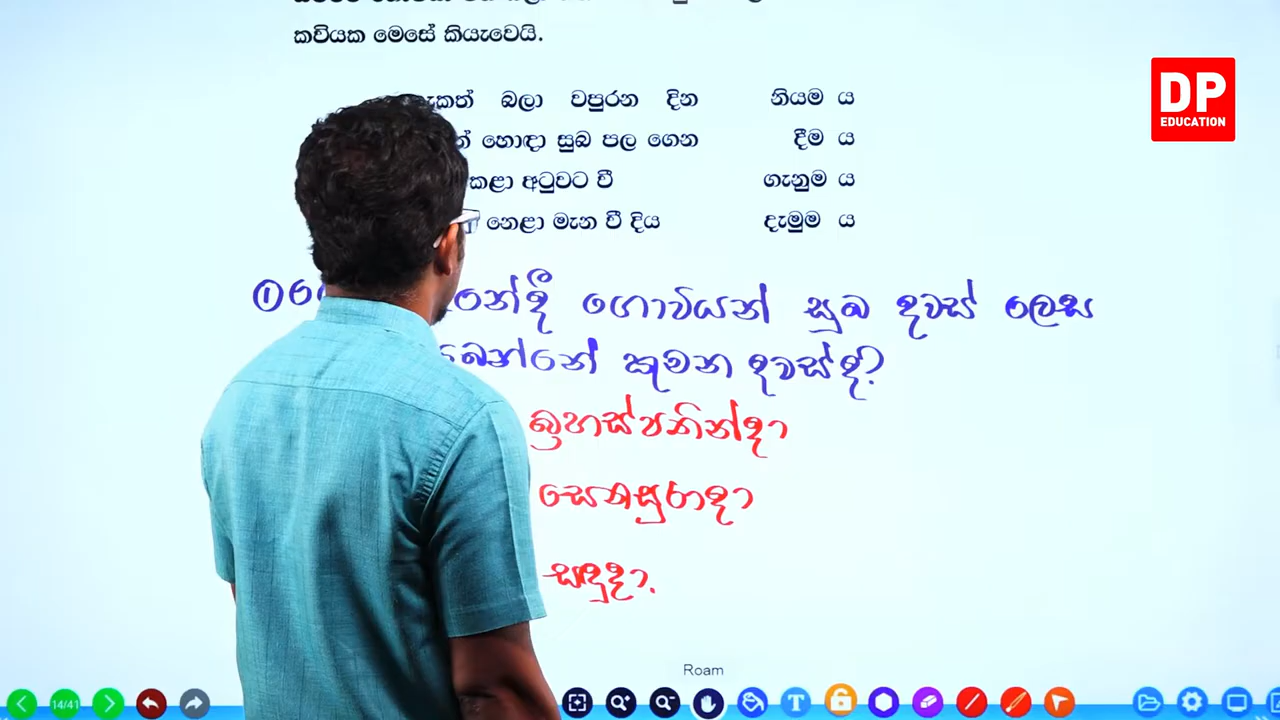 කවියක මෙසේ කියැවෙයි.
බලා වපුරන දින නියම ය
හොඳා සුබ පල ගෙන දීම ය
කළා අටුවට වී ගැනුම ය
නෙළා මැන වී දිය දැමුම ය
ගොවියන් සුබ දවස් ලෙස
කුමන දවස්ද?
බ්‍රහස්පතින්දා
සෙනසුරාදා
සඳුදා.
DP
EDUCATION
Roam
14/41